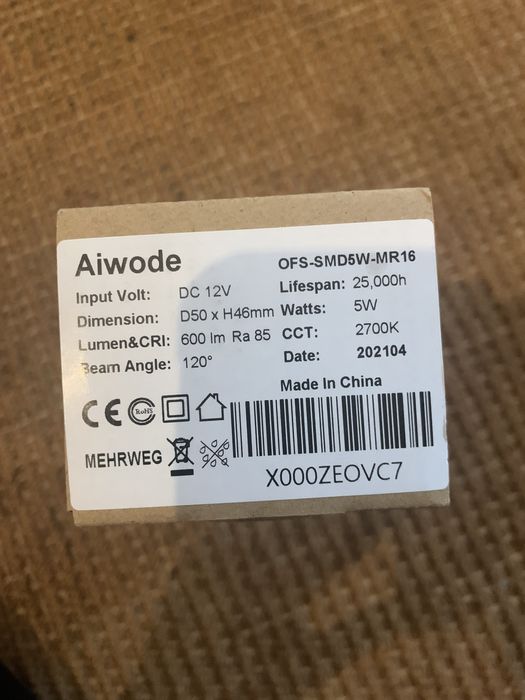 Aiwode
OFS-SMD5W-MR16
Input Volt: DC 12V
Lifespan: 25,000h
Dimension: D50 x H46mm
Watts: 5W
Lumen&CRI: 600 lm Ra 85
CCT: 2700K
Beam Angle: 120°
Date: 202104
Made In China
CE RoHS
MEHRWEG
X000ZEOVC7